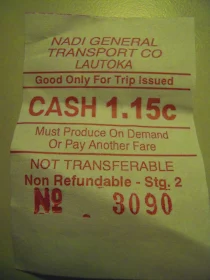 NADI GENERAL
TRANSPORT CO
LAUTOKA
Good Only For Trip Issued
CASH 1.15c
Must Produce On Demand
Or Pay Another Fare
NOT TRANSFERABLE
Non Refundable - Stg. 2
No 3090